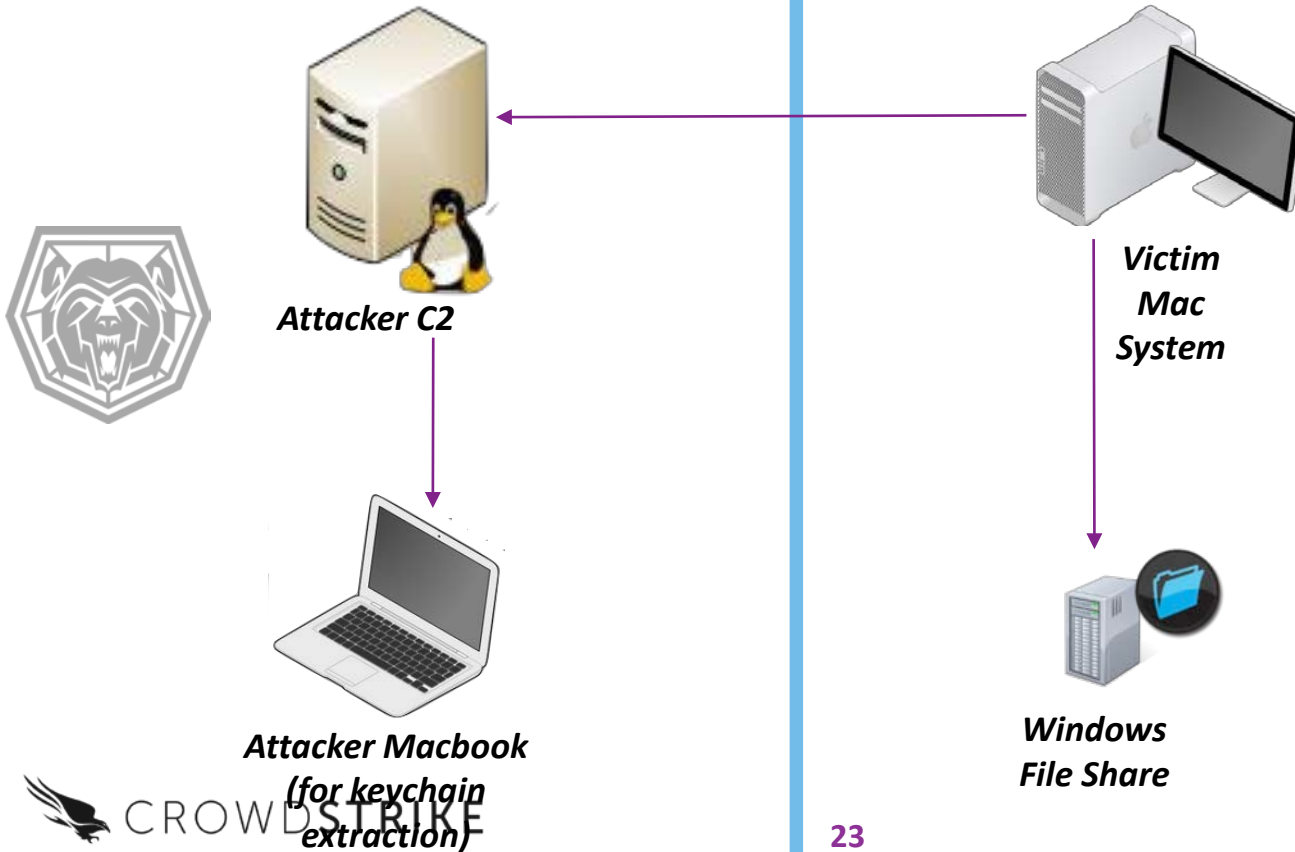 Attacker C2
Victim
Mac
System
Attacker Macbook
(for keychain
extraction)
Windows
File Share
CROWDSTRIKE
23